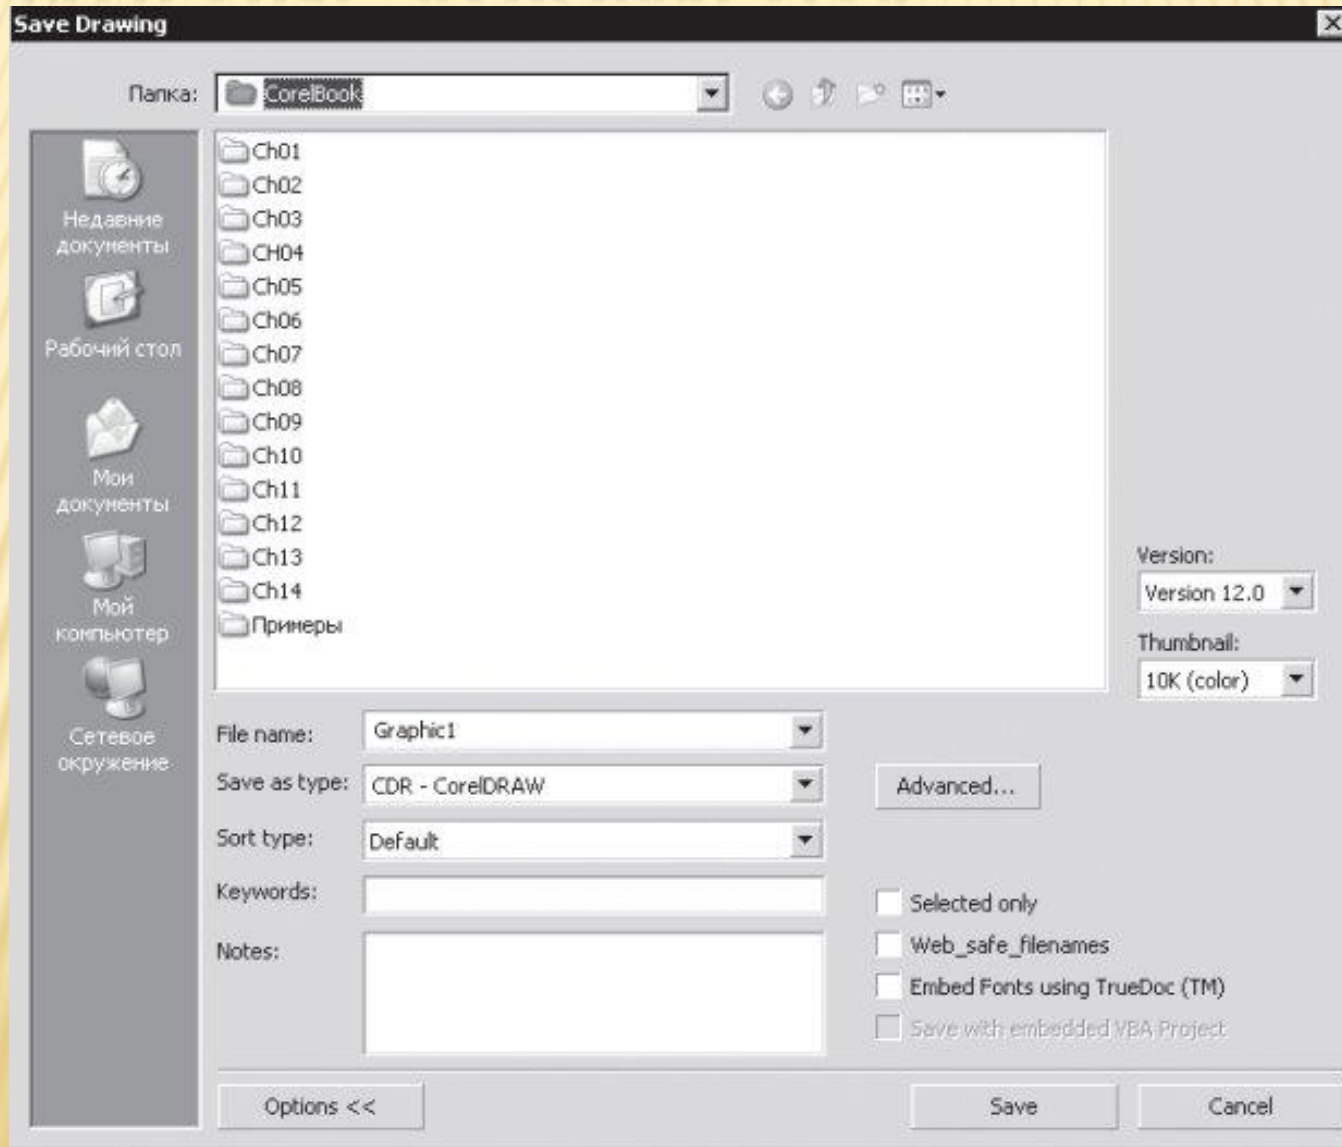 Save Drawing
Папка: CorelBook
Недавние
документы
Рабочий стол
Мои
документы
Мой
компьютер
Сетевое
окружение
Ch01
Ch02
Ch03
CH04
Ch05
Ch06
Ch07
Ch08
Ch09
Ch10
Ch11
Ch12
Ch13
Ch14
Примеры
Version:
Version 12.0
Thumbnail:
10K (color)
File name: Graphic1
Save as type: CDR - CorelDRAW
Advanced...
Sort type: Default
Keywords:
Notes:
Selected only
Web_safe_filenames
Embed Fonts using TrueDoc (TM)
Save with embedded VBA Project
Options <<
Save
Cancel